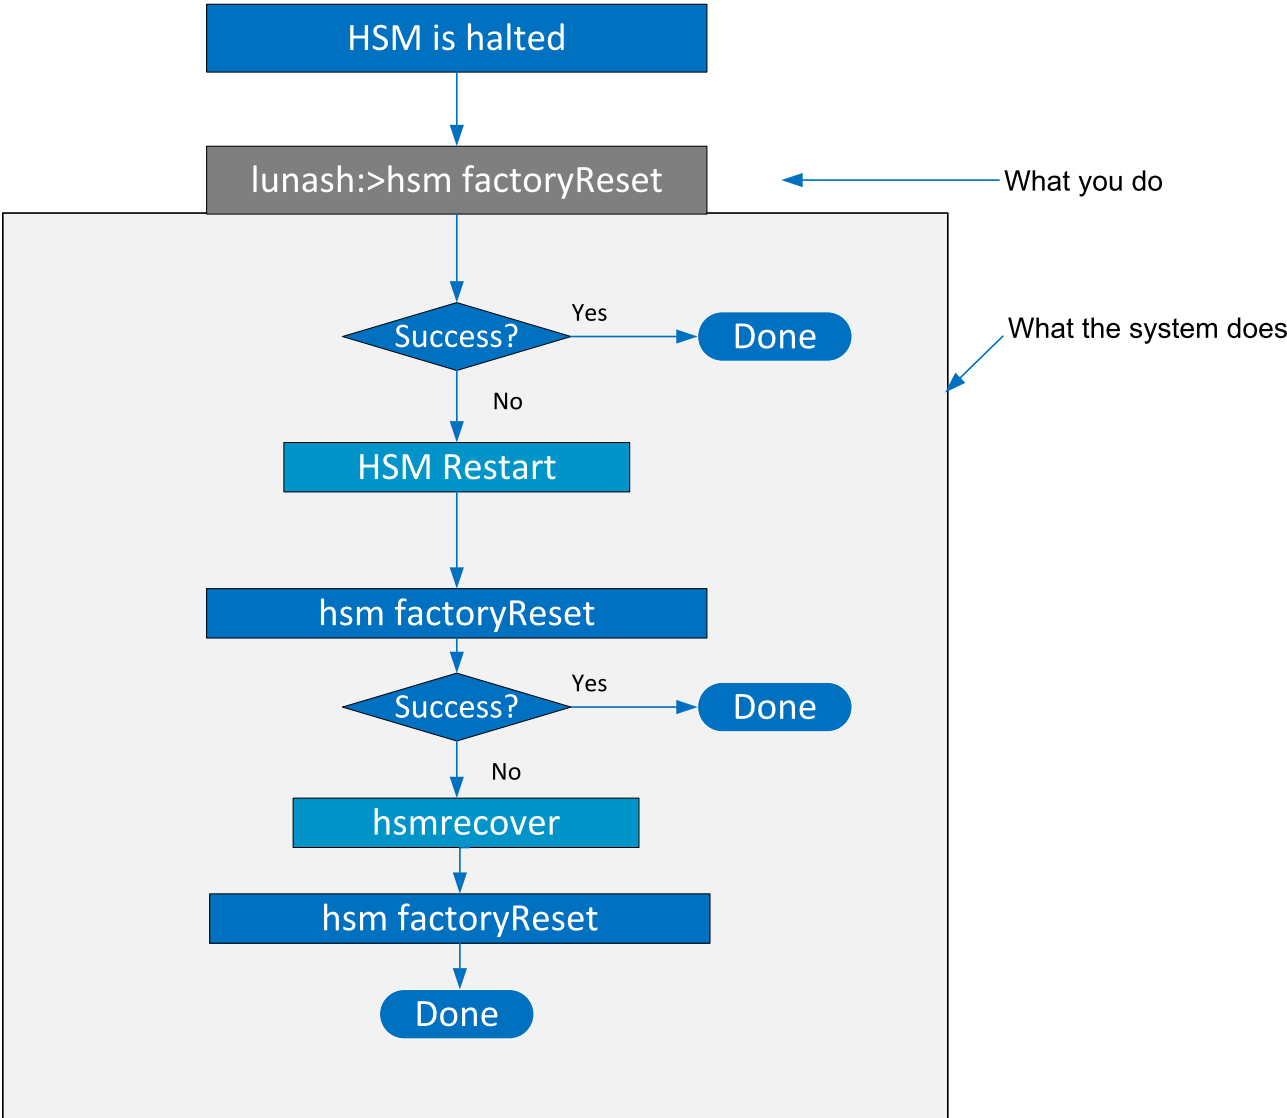 HSM is halted
lunash:>hsm factoryReset
What you do
Success?
Yes
Done
What the system does
No
HSM Restart
hsm factoryReset
Success?
Yes
Done
No
hsmrecover
hsm factoryReset
Done